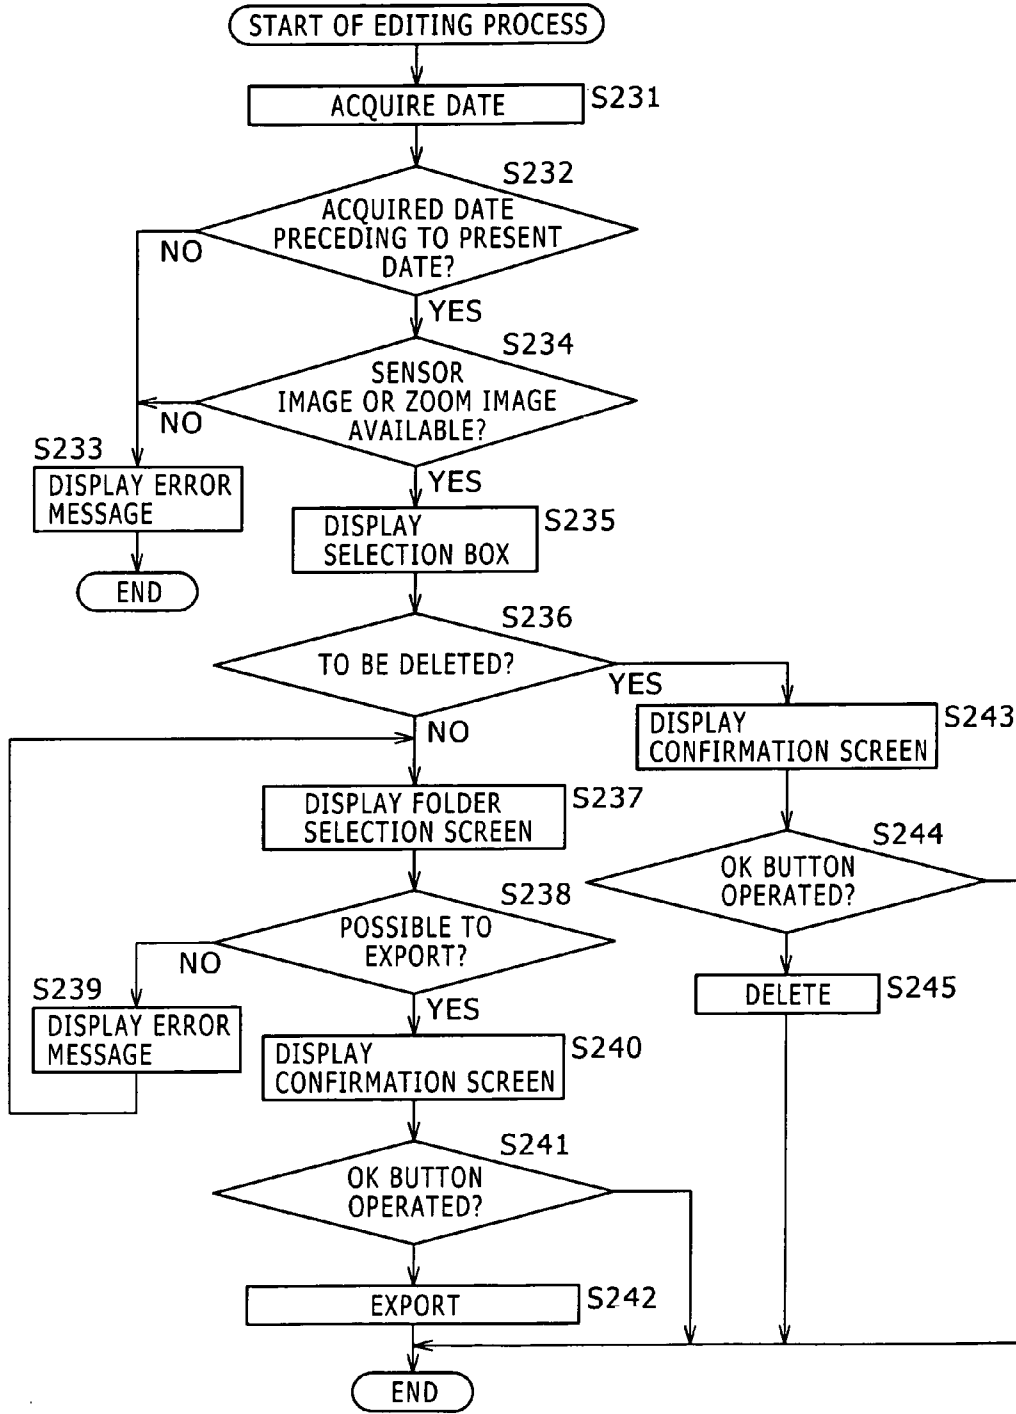 START OF EDITING PROCESS
ACQUIRE DATE
S231
S232
ACQUIRED DATE
PRECEDING TO PRESENT
DATE?
NO
YES
S234
SENSOR
IMAGE OR ZOOM IMAGE
AVAILABLE?
NO
YES
S233
DISPLAY ERROR
MESSAGE
END
S235
DISPLAY
SELECTION BOX
S236
TO BE DELETED?
YES
NO
S243
DISPLAY
CONFIRMATION SCREEN
S237
DISPLAY FOLDER
SELECTION SCREEN
S244
OK BUTTON
OPERATED?
S238
POSSIBLE TO
EXPORT?
NO
YES
S245
DELETE
S239
DISPLAY ERROR
MESSAGE
S240
DISPLAY
CONFIRMATION SCREEN
S241
OK BUTTON
OPERATED?
S242
EXPORT
END